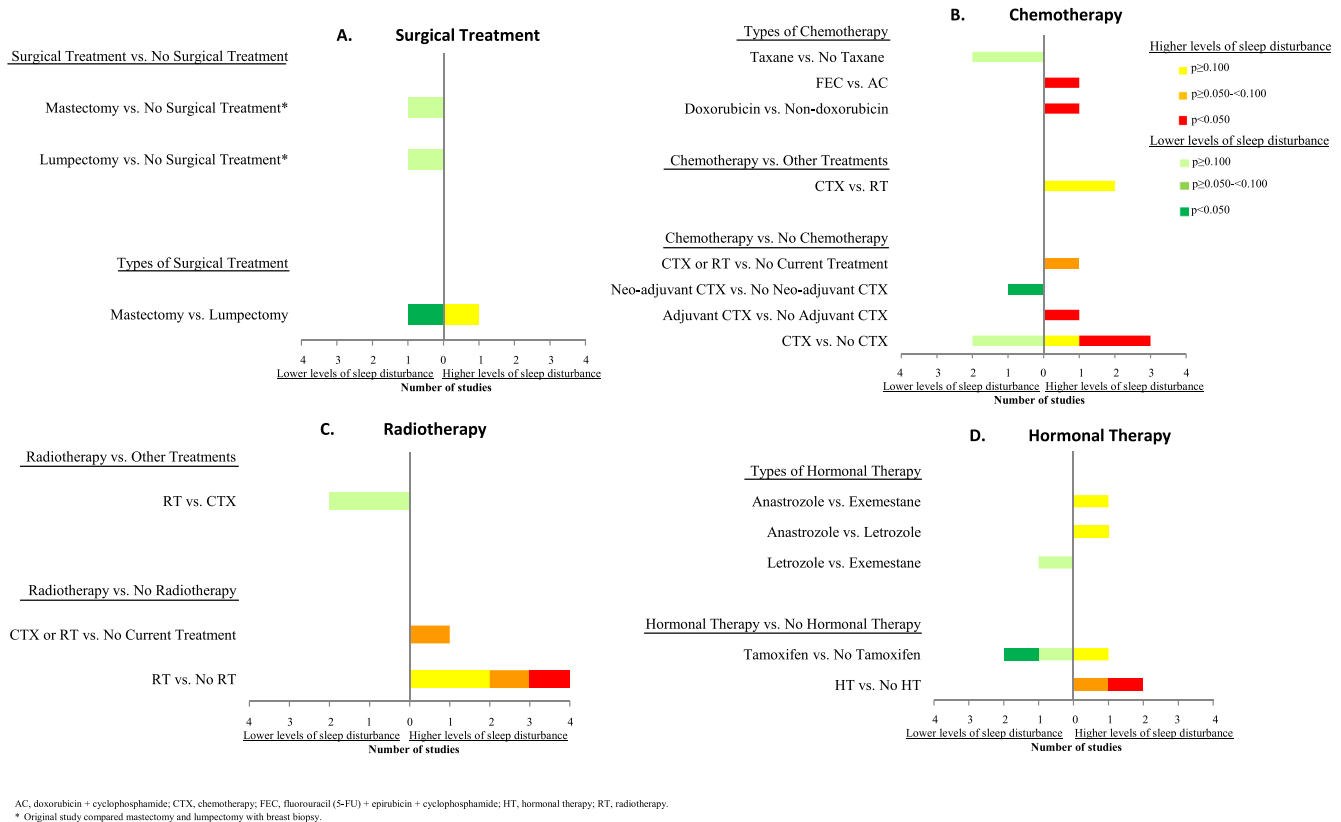 A. Surgical Treatment
Surgical Treatment vs. No Surgical Treatment
Mastectomy vs. No Surgical Treatment*
Lumpectomy vs. No Surgical Treatment*
Types of Surgical Treatment
Mastectomy vs. Lumpectomy
4 3 2 1 0 1 2 3 4
Lower levels of sleep disturbance Higher levels of sleep disturbance
Number of studies
B. Chemotherapy
Types of Chemotherapy
Taxane vs. No Taxane
FEC vs. AC
Doxorubicin vs. Non-doxorubicin
Chemotherapy vs. Other Treatments
CTX vs. RT
Chemotherapy vs. No Chemotherapy
CTX or RT vs. No Current Treatment
Neo-adjuvant CTX vs. No Neo-adjuvant CTX
Adjuvant CTX vs. No Adjuvant CTX
CTX vs. No CTX
4 3 2 1 0 1 2 3 4
Lower levels of sleep disturbance Higher levels of sleep disturbance
Number of studies
Higher levels of sleep disturbance
p≥0.100
p≥0.050-<0.100
p<0.050
Lower levels of sleep disturbance
p≥0.100
p≥0.050-<0.100
p<0.050
C. Radiotherapy
Radiotherapy vs. Other Treatments
RT vs. CTX
Radiotherapy vs. No Radiotherapy
CTX or RT vs. No Current Treatment
RT vs. No RT
4 3 2 1 0 1 2 3 4
Lower levels of sleep disturbance Higher levels of sleep disturbance
Number of studies
D. Hormonal Therapy
Types of Hormonal Therapy
Anastrozole vs. Exemestane
Anastrozole vs. Letrozole
Letrozole vs. Exemestane
Hormonal Therapy vs. No Hormonal Therapy
Tamoxifen vs. No Tamoxifen
HT vs. No HT
4 3 2 1 0 1 2 3 4
Lower levels of sleep disturbance Higher levels of sleep disturbance
Number of studies
AC, doxorubicin + cyclophosphamide; CTX, chemotherapy; FEC, fluorouracil (5-FU) + epirubicin + cyclophosphamide; HT, hormonal therapy; RT, radiotherapy.
* Original study compared mastectomy and lumpectomy with breast biopsy.